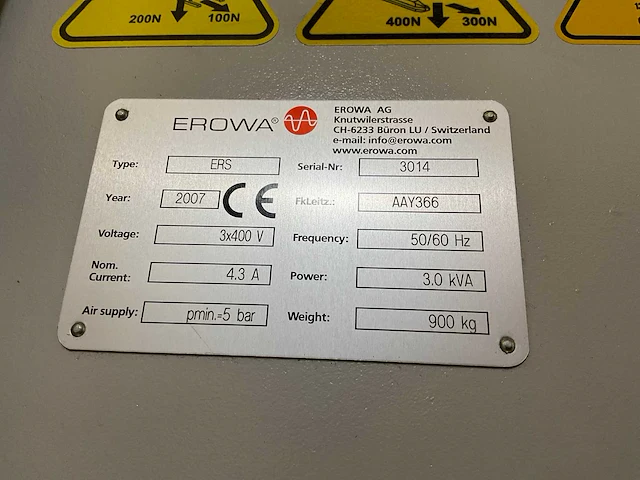 200N 100N
400N 300N
EROWA®
EROWA AG
Knutwilerstrasse
CH-6233 Büron LU / Switzerland
e-mail: info@erowa.com
www.erowa.com
Type: ERS Serial-Nr: 3014
Year: 2007 CE FkLeitz.: AAY366
Voltage: 3x400 V Frequency: 50/60 Hz
Nom.
Current: 4.3 A Power: 3.0 kVA
Air supply: pmin.=5 bar Weight: 900 kg